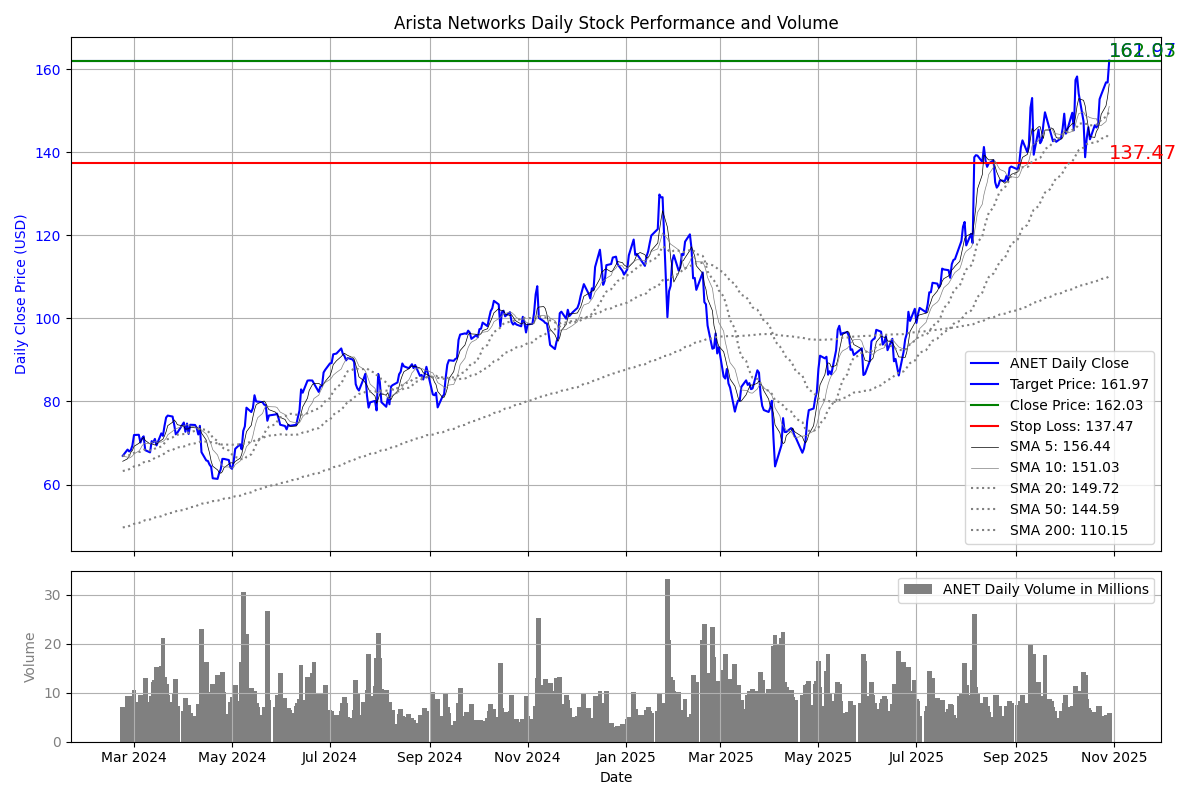 Arista Networks Daily Stock Performance and Volume
162.03
137.47
Daily Close Price (USD)
160
140
120
100
80
60
ANET Daily Close
Target Price: 161.97
Close Price: 162.03
Stop Loss: 137.47
SMA 5: 156.44
SMA 10: 151.03
SMA 20: 149.72
SMA 50: 144.59
SMA 200: 110.15
Volume
30
20
10
0
ANET Daily Volume in Millions
Mar 2024
May 2024
Jul 2024
Sep 2024
Nov 2024
Jan 2025
Mar 2025
May 2025
Jul 2025
Sep 2025
Nov 2025
Date